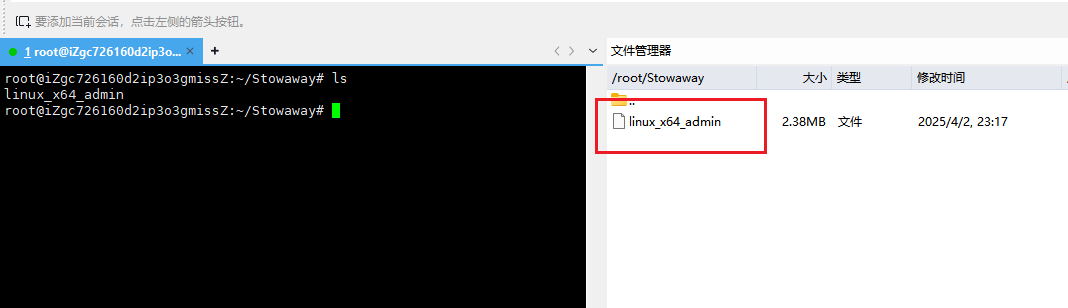 要添加当前会话，点击左侧的箭头按钮。
1 root@iZgc726160d2ip3o... × +
root@iZgc726160d2ip3o3gmissZ:~/Stowaway# ls
linux_x64_admin
root@iZgc726160d2ip3o3gmissZ:~/Stowaway#
文件管理器
/root/Stowaway 大小 类型 修改时间
..
linux_x64_admin 2.38MB 文件 2025/4/2, 23:17